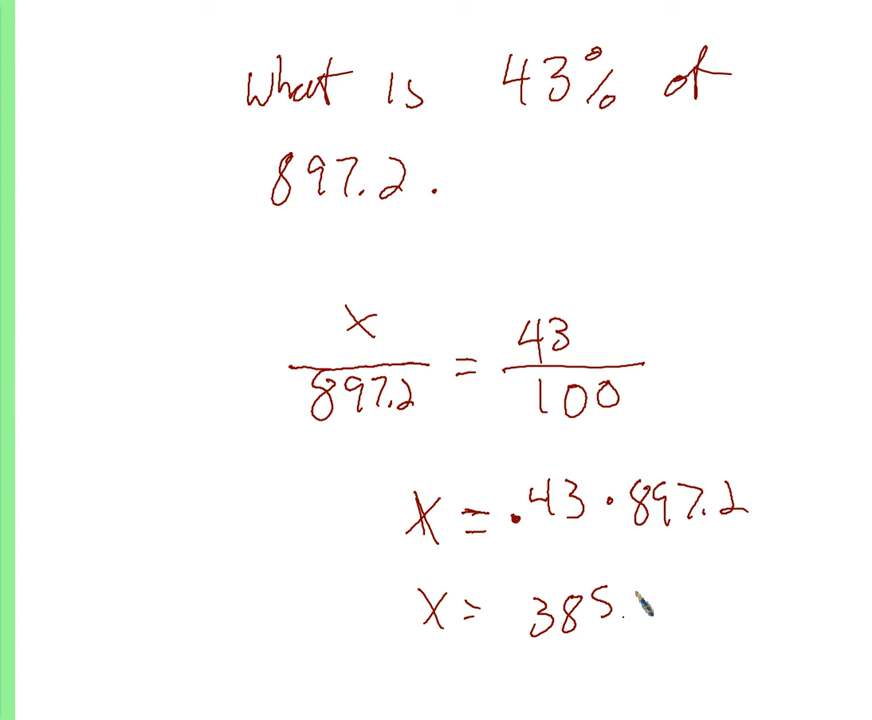 What is 43% of
897.2.
x/897.2 = 43/100
x = .43 · 897.2
x = 385.